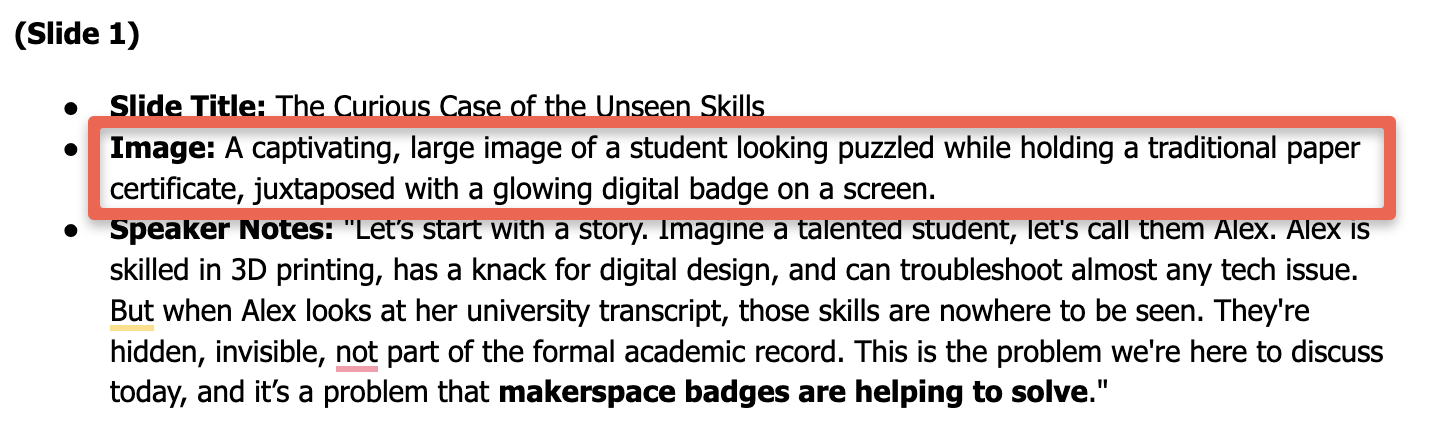 (Slide 1)
● Slide Title: The Curious Case of the Unseen Skills
● Image: A captivating, large image of a student looking puzzled while holding a traditional paper
certificate, juxtaposed with a glowing digital badge on a screen.
● Speaker Notes: "Let’s start with a story. Imagine a talented student, let's call them Alex. Alex is
skilled in 3D printing, has a knack for digital design, and can troubleshoot almost any tech issue.
But when Alex looks at her university transcript, those skills are nowhere to be seen. They're
hidden, invisible, not part of the formal academic record. This is the problem we're here to discuss
today, and it’s a problem that makerspace badges are helping to solve."